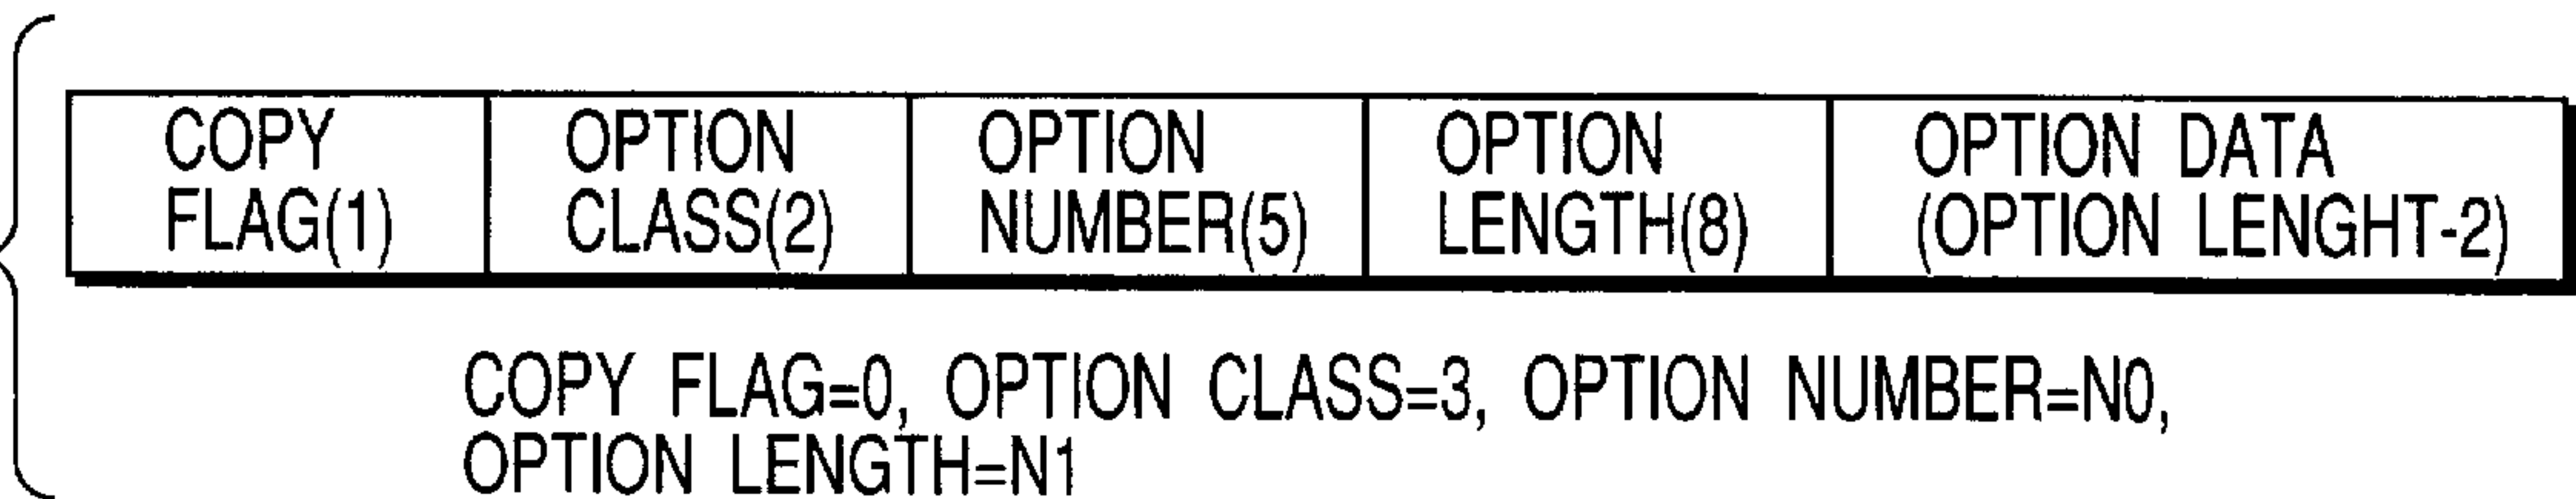 COPY FLAG(1)
OPTION CLASS(2)
OPTION NUMBER(5)
OPTION LENGTH(8)
OPTION DATA
(OPTION LENGHT-2)
COPY FLAG=0, OPTION CLASS=3, OPTION NUMBER=N0,
OPTION LENGTH=N1